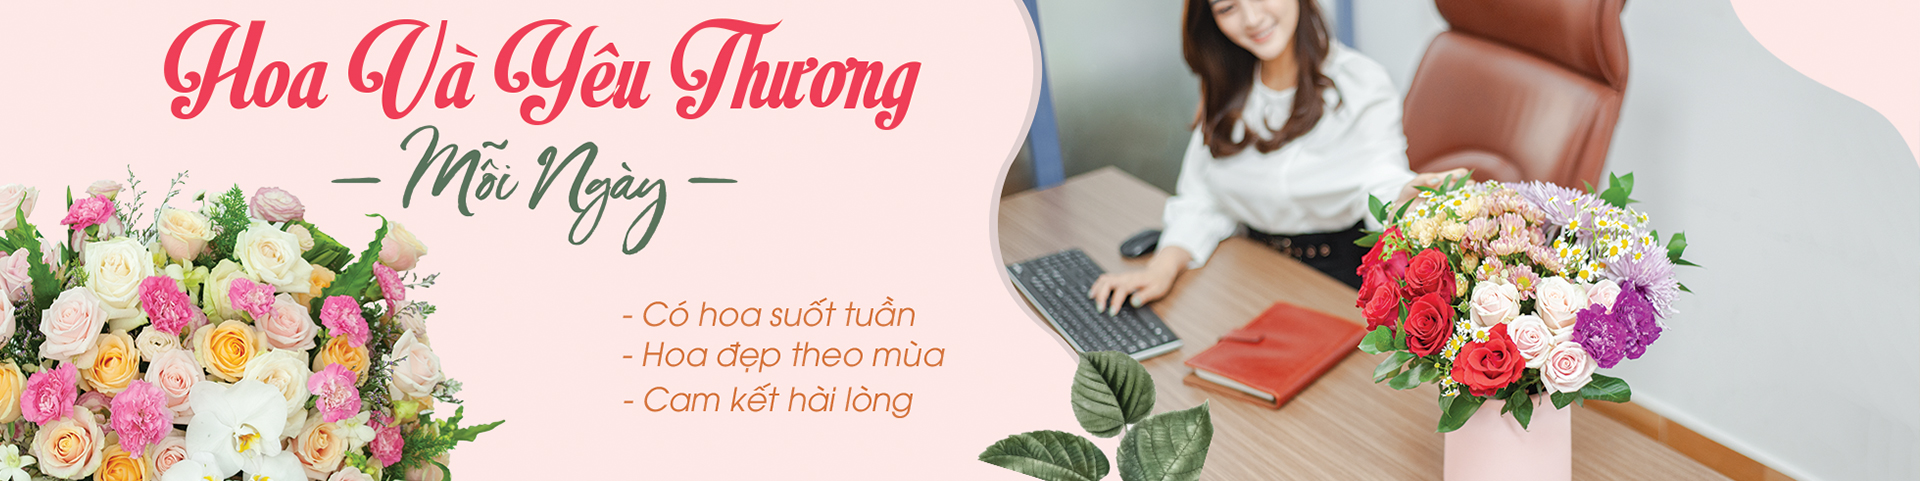 Hoa Và Yêu Thương
– Mỗi Ngày –
- Có hoa suốt tuần
- Hoa đẹp theo mùa
- Cam kết hài lòng